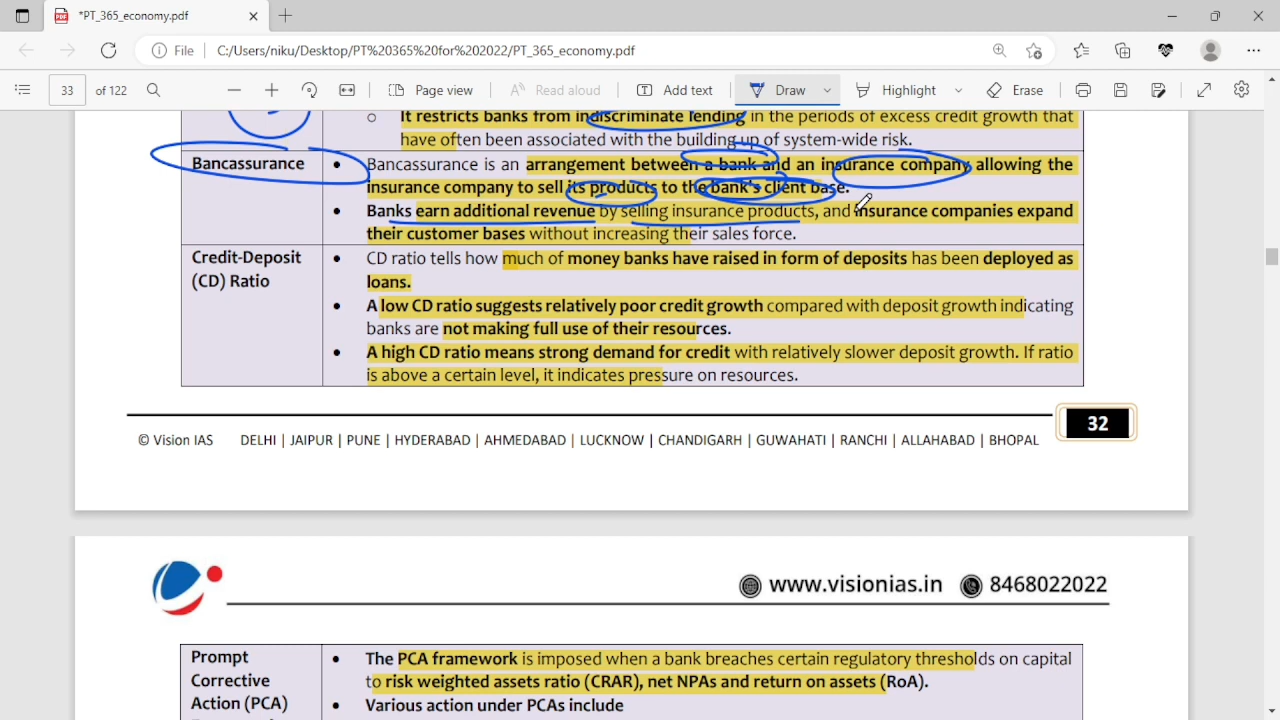 *PT_365_economy.pdf
File | C:/Users/niku/Desktop/PT%20365%20for%202022/PT_365_economy.pdf
33 of 122 Page view Read aloud Add text Draw Highlight Erase
It restricts banks from indiscriminate lending in the periods of excess credit growth that
have often been associated with the building up of system-wide risk.
Bancassurance • Bancassurance is an arrangement between a bank and an insurance company allowing the
insurance company to sell its products to the bank's client base.
• Banks earn additional revenue by selling insurance products, and insurance companies expand
their customer bases without increasing their sales force.
Credit-Deposit • CD ratio tells how much of money banks have raised in form of deposits has been deployed as
(CD) Ratio loans.
• A low CD ratio suggests relatively poor credit growth compared with deposit growth indicating
banks are not making full use of their resources.
• A high CD ratio means strong demand for credit with relatively slower deposit growth. If ratio
is above a certain level, it indicates pressure on resources.
32
© Vision IAS DELHI | JAIPUR | PUNE | HYDERABAD | AHMEDABAD | LUCKNOW | CHANDIGARH | GUWAHATI | RANCHI | ALLAHABAD | BHOPAL
www.visionias.in 8468022022
Prompt • The PCA framework is imposed when a bank breaches certain regulatory thresholds on capital
Corrective to risk weighted assets ratio (CRAR), net NPAs and return on assets (RoA).
Action (PCA) • Various action under PCAs include